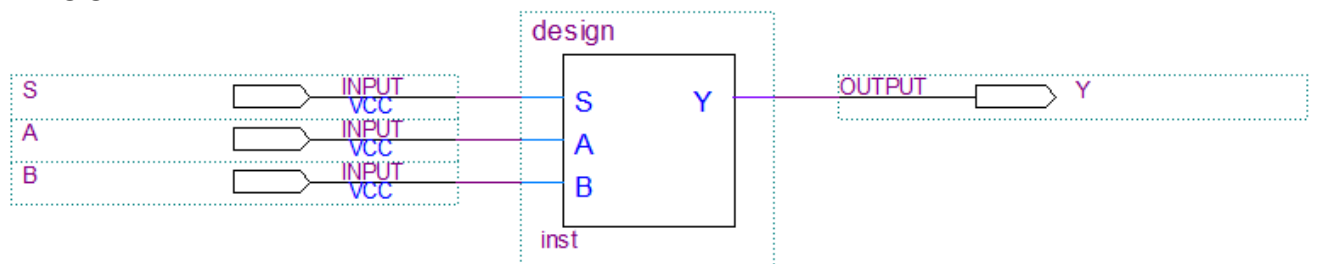 design
S INPUT VCC S Y OUTPUT Y
A INPUT VCC A
B INPUT VCC B
inst